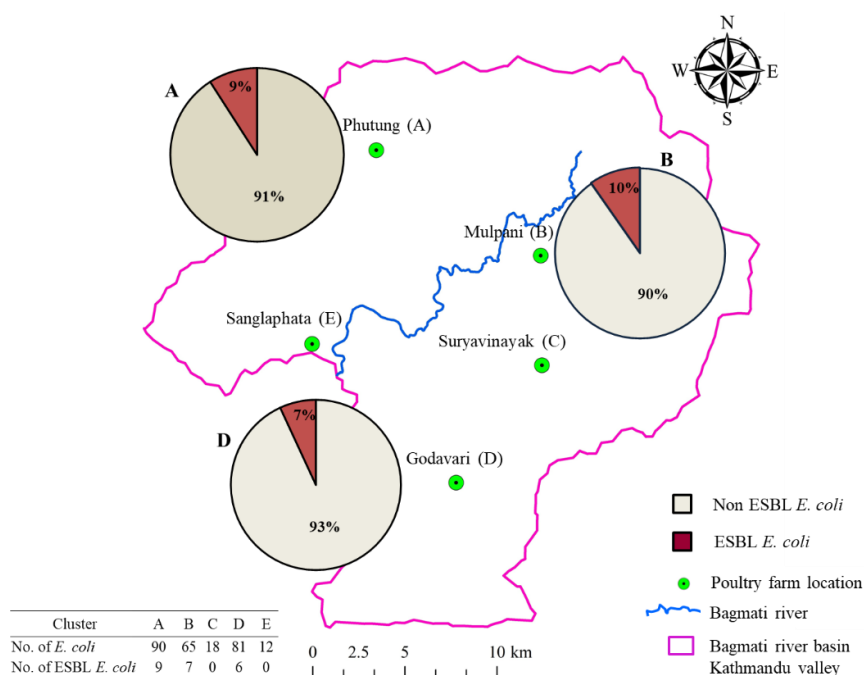 N
W E
S
A
9%
91%
Phutung (A)
B
10%
90%
Mulpani (B)
Sanglaphata (E)
Suryavinayak (C)
D
7%
93%
Godavari (D)
Non ESBL E. coli
ESBL E. coli
Poultry farm location
Bagmati river
Bagmati river basin
Kathmandu valley
Cluster A B C D E
No. of E. coli 90 65 18 81 12
No. of ESBL E. coli 9 7 0 6 0
0 2.5 5 10 km